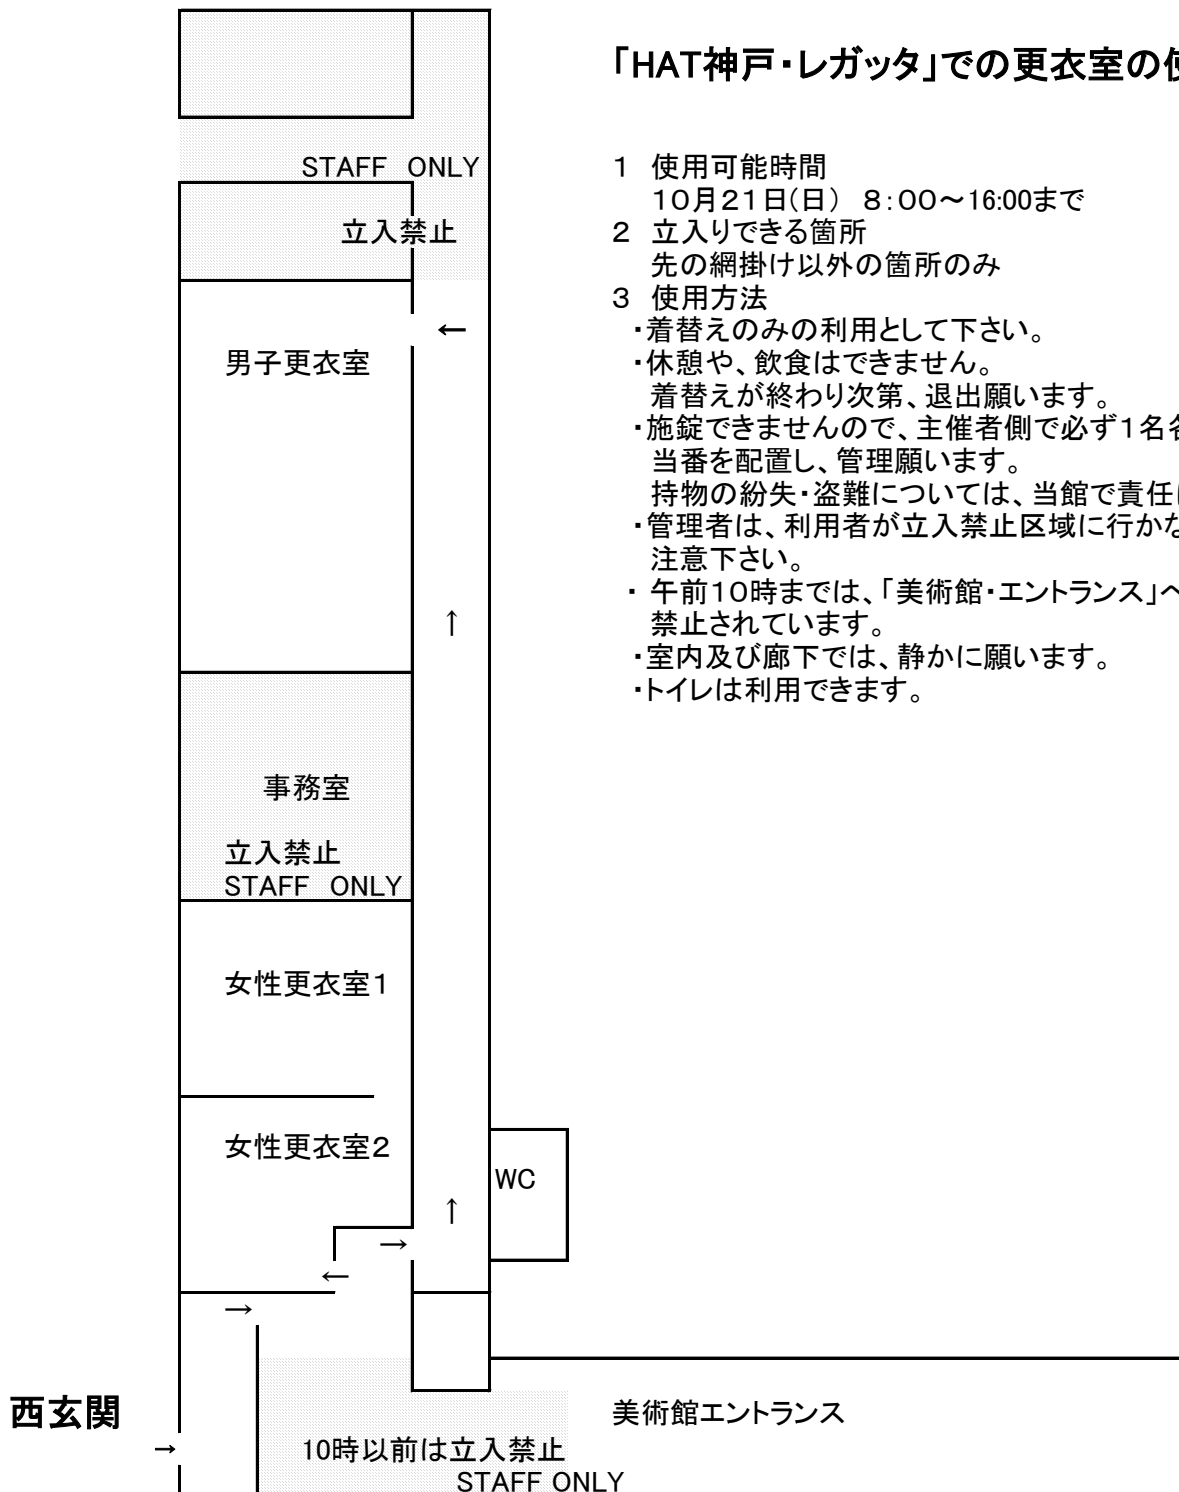 「HAT神戸・レガッタ」での更衣室の
STAFF ONLY
立入禁止
←
男子更衣室
↑
事務室
立入禁止
STAFF ONLY
女性更衣室1
女性更衣室2
WC
↑
→
←
→
西玄関
→
10時以前は立入禁止
STAFF ONLY
美術館エントランス
1 使用可能時間
10月21日(日) 8:00~16:00まで
2 立入りできる箇所
先の網掛け以外の箇所のみ
3 使用方法
・着替えのみの利用として下さい。
・休憩や、飲食はできません。
着替えが終わり次第、退出願います。
・施錠できませんので、主催者側で必ず1名
当番を配置し、管理願います。
持物の紛失・盗難については、当館で責任
・管理者は、利用者が立入禁止区域に行かな
注意下さい。
・ 午前10時までは、「美術館・エントランス」へ
禁止されています。
・室内及び廊下では、静かに願います。
・トイレは利用できます。